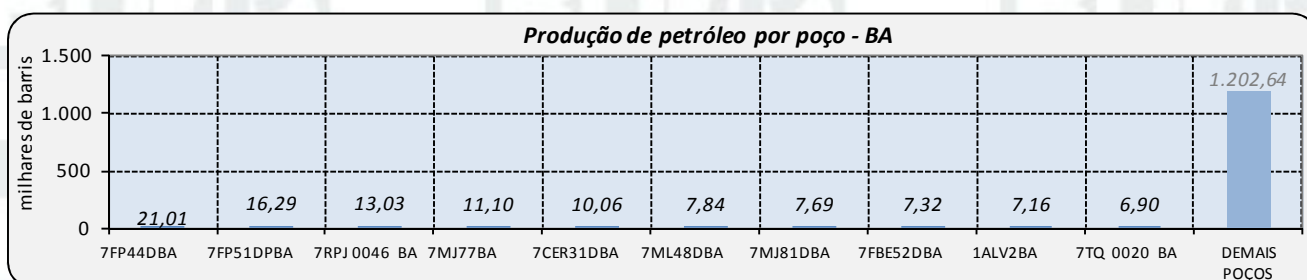 Produção de petróleo por poço - BA
milhares de barris
1.500
1.000
500
0
21,01
16,29
13,03
11,10
10,06
7,84
7,69
7,32
7,16
6,90
1.202,64
7FP44DBA
7FP51DPBA
7RPJ 0046 BA
7MJ77BA
7CER31DBA
7ML48DBA
7MJ81DBA
7FBE52DBA
1ALV2BA
7TQ 0020 BA
DEMAIS
POÇOS